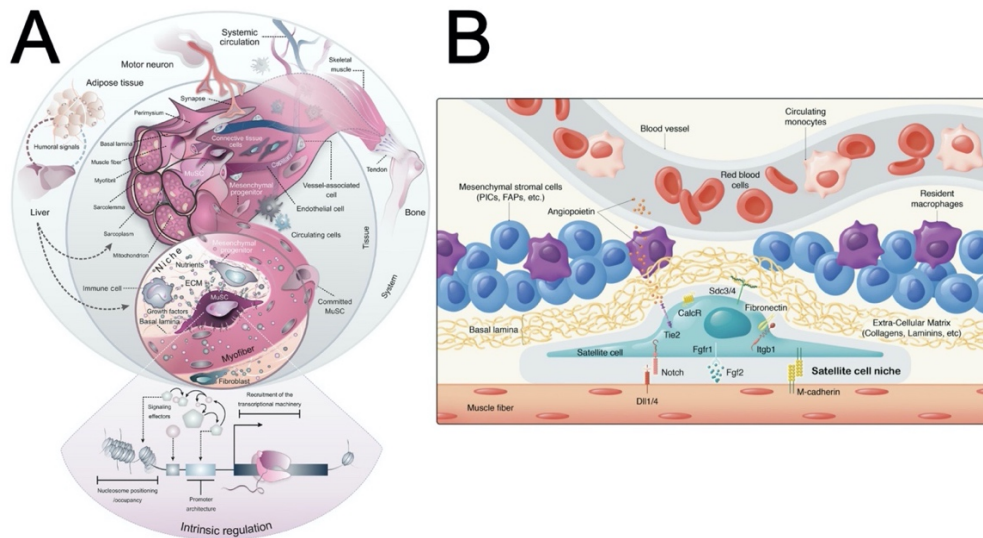 A
Systemic
circulation
Motor neuron
Skeletal
muscle
Adipose tissue
Synapse
Perimysium
Connective tissue
cells
Basal lamina
Humoral signals
Muscle fiber
MuSC
Myofibril
Mesenchymal
progenitor
Vessel-associated cell
Tendon
Sarcolemma
Endothelial cell
Bone
Liver
Sarcoplasm
Circulating cells
Tissue
Mitochondrion
Mesenchymal
progenitor
System
Niche
Nutrients
ECM
Immune cell
MuSC
Committed
MuSC
Growth factors
Basal lamina
Myofiber
Fibroblast
Recruitment of the
transcriptional machinery
Signaling
effectors
Nucleosome positioning
/occupancy
Promoter
architecture
Intrinsic regulation
B
Circulating
monocytes
Blood vessel
Red blood
cells
Mesenchymal stromal cells
(PICs, FAPs, etc.)
Resident
macrophages
Angiopoietin
Sdc3/4
CalcR
Fibronectin
Basal lamina
Tie2
Extra-Cellular Matrix
(Collagens, Laminins, etc)
Satellite cell
Fgfr1
Itgb1
Notch
Fgf2
Satellite cell niche
M-cadherin
Dll1/4
Muscle fiber